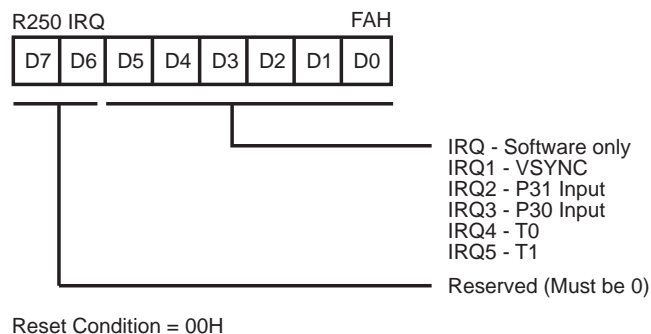 R250 IRQ FAH
D7 D6 D5 D4 D3 D2 D1 D0
IRQ - Software only
IRQ1 - VSYNC
IRQ2 - P31 Input
IRQ3 - P30 Input
IRQ4 - T0
IRQ5 - T1
Reserved (Must be 0)
Reset Condition = 00H